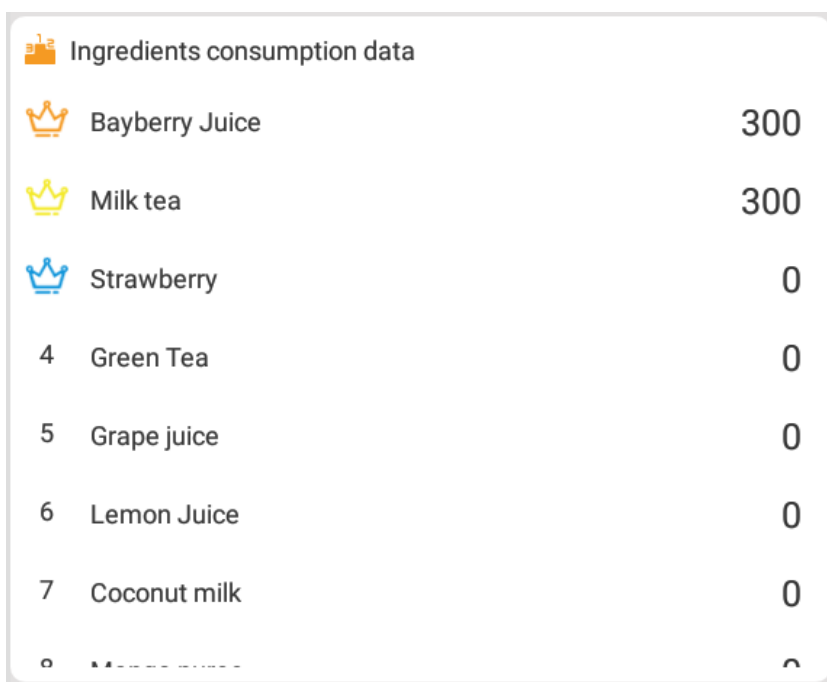 Ingredients consumption data
Bayberry Juice 300
Milk tea 300
Strawberry 0
4 Green Tea 0
5 Grape juice 0
6 Lemon Juice 0
7 Coconut milk 0